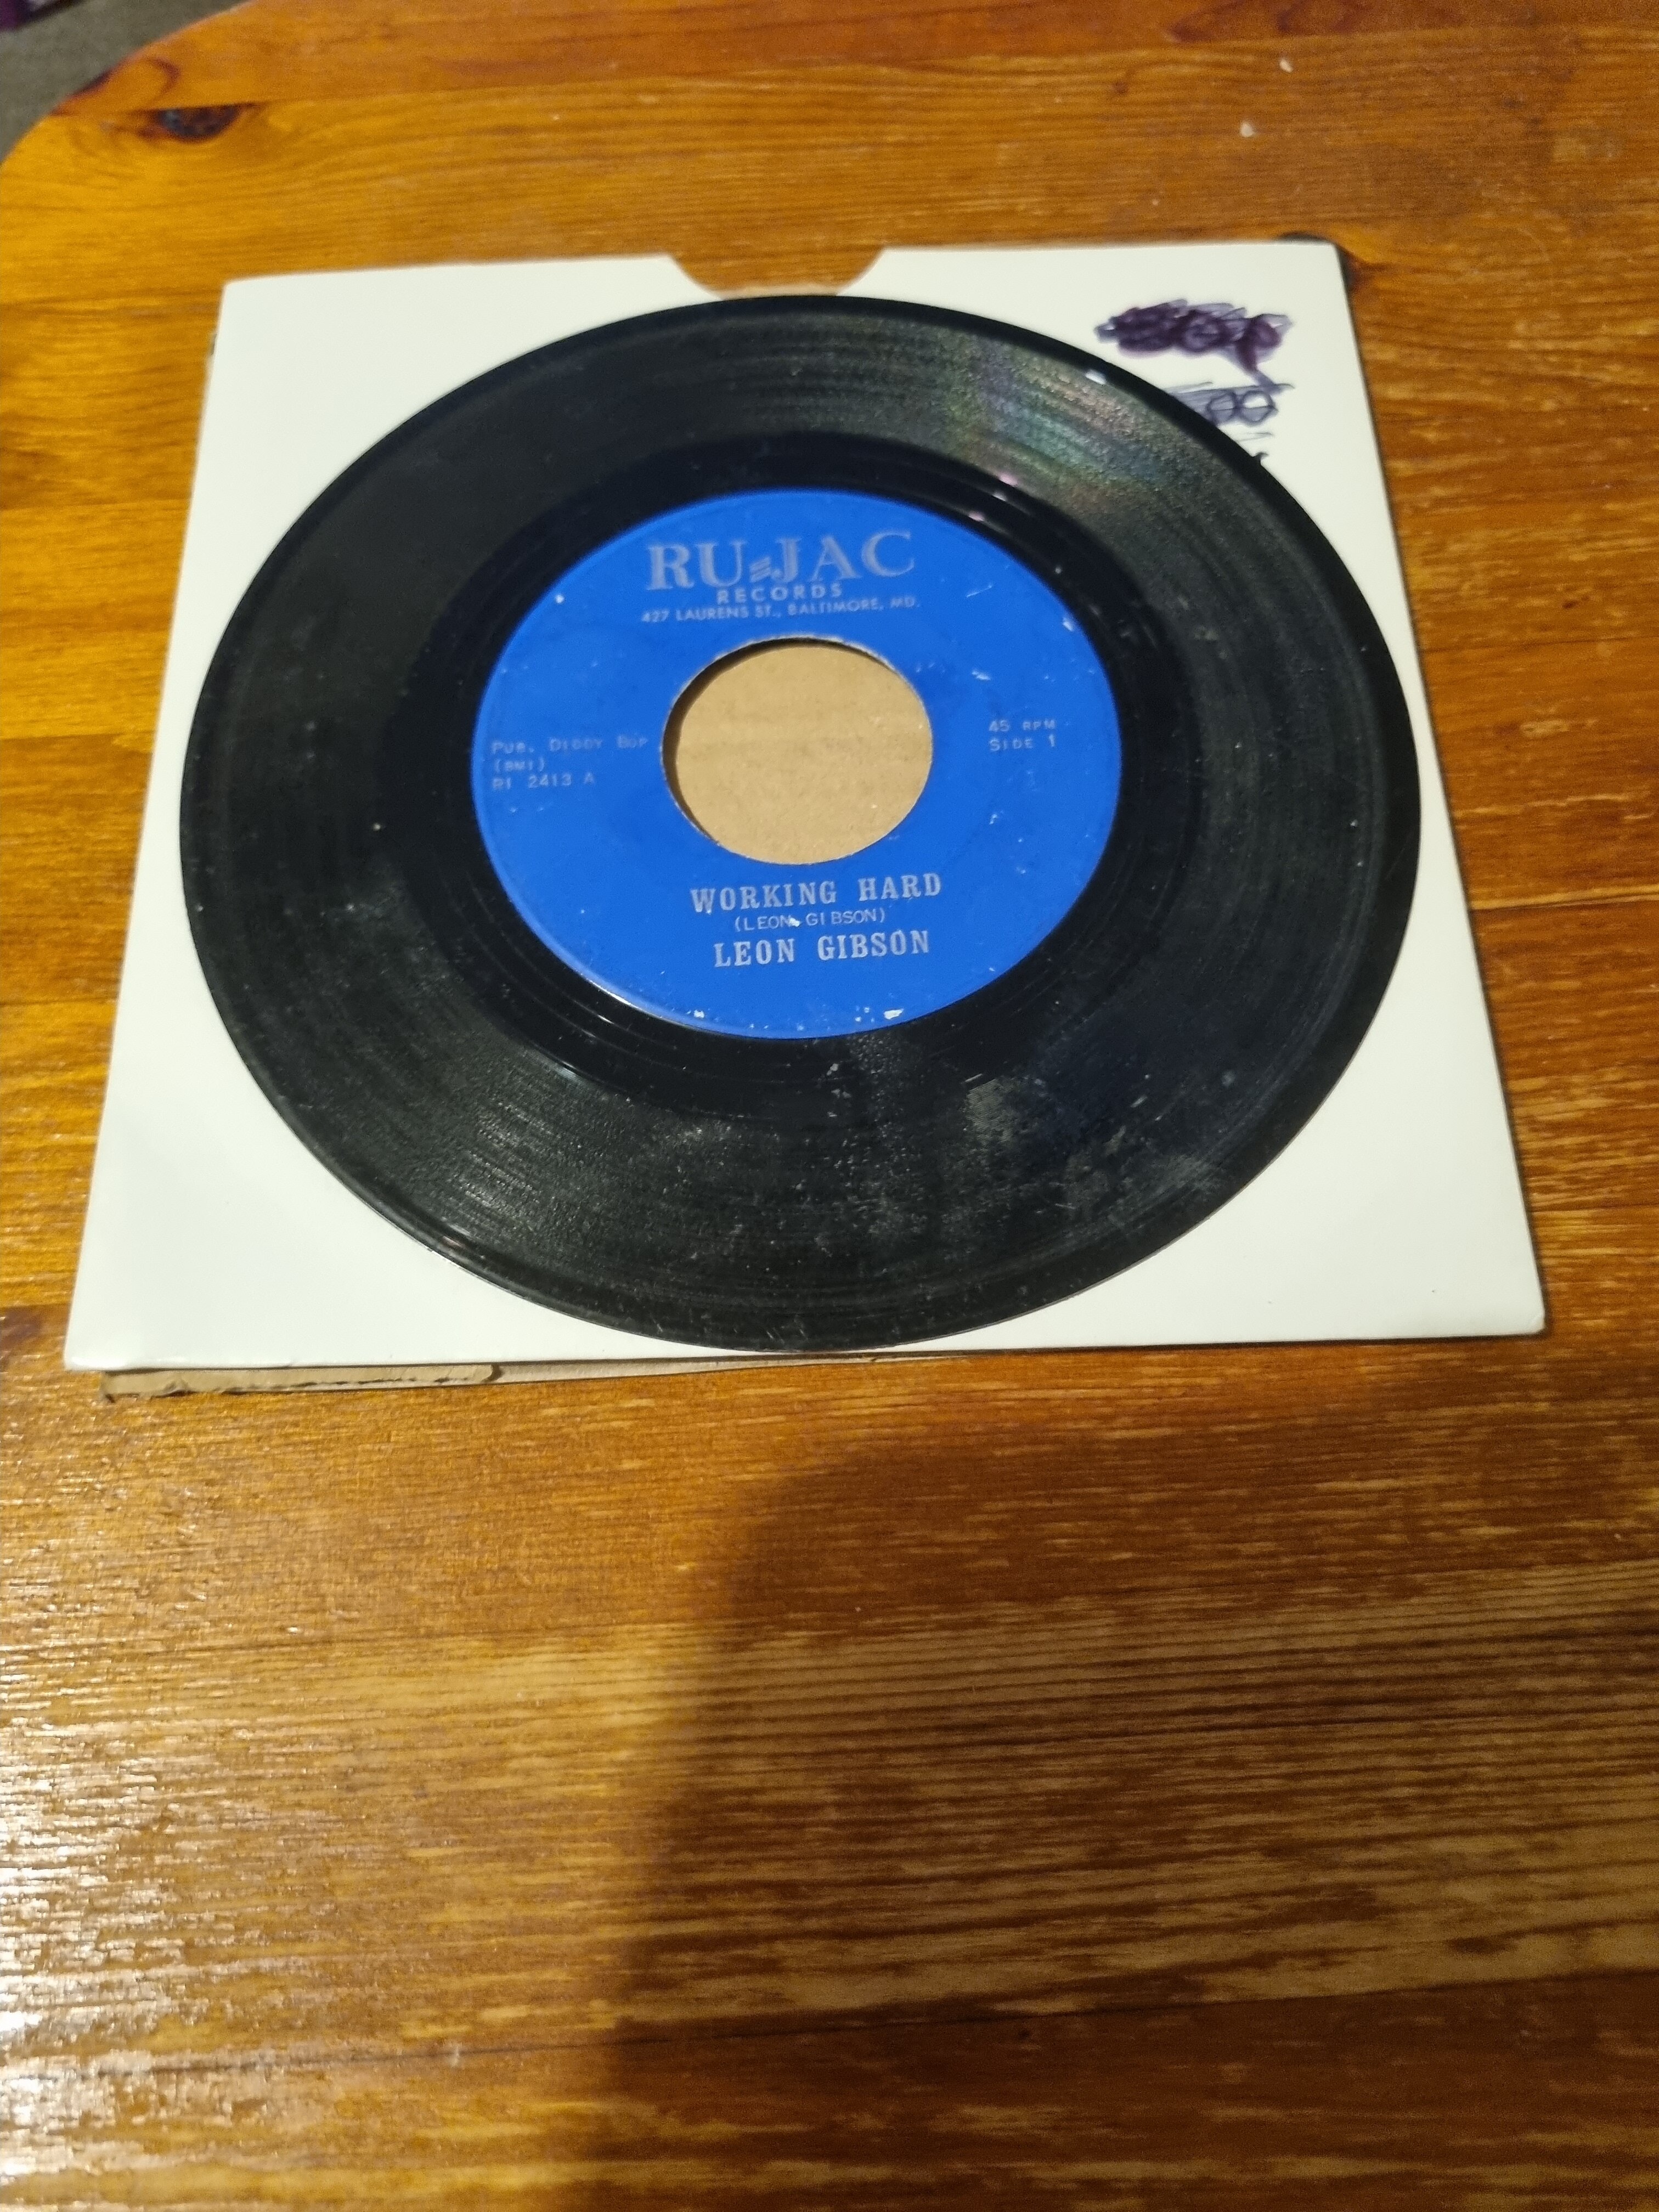 RU-JAC
RECORDS
427 LAURENS ST., BALTIMORE, MD.
Pub. Diddy Bop
(BMI)
RI 2413 A
45 RPM
SIDE 1
WORKING HARD
(LEON GIBSON)
LEON GIBSON